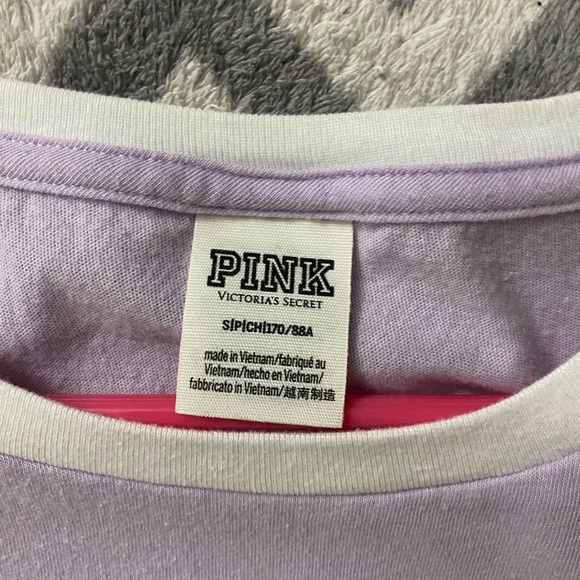 PINK
VICTORIA'S SECRET
S|P|CH|170/88A
made in Vietnam/fabriqué au
Vietnam/hecho en Vietnam/
fabbricato in Vietnam/越南制造